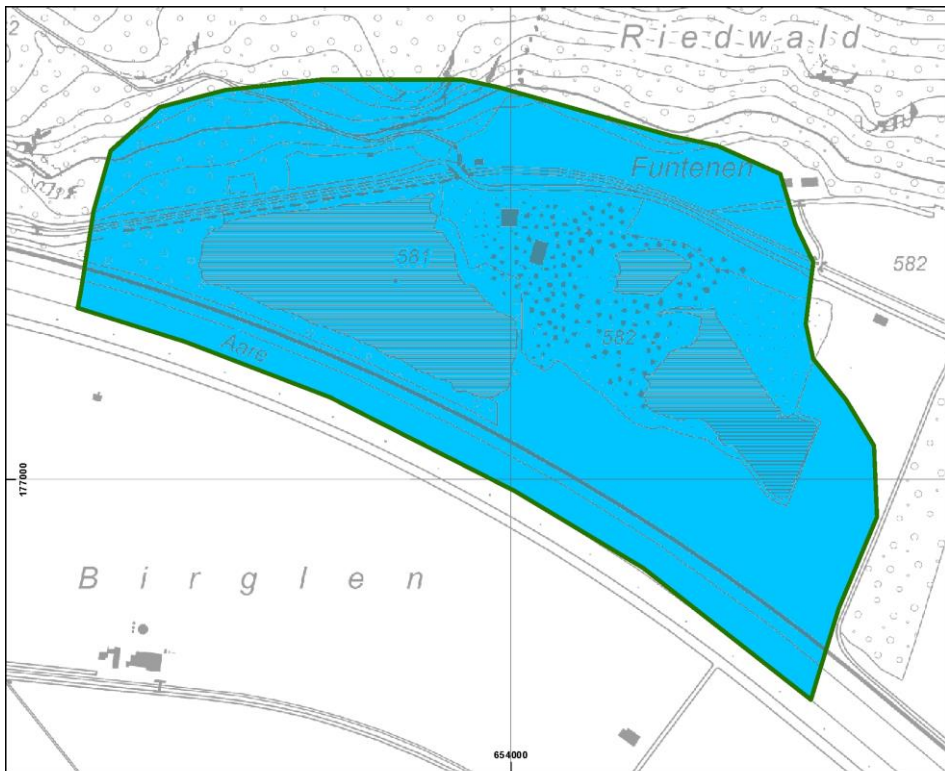 2
Riedwald
Funtenen
581
582
Aare
582
177000
Birglen
654000